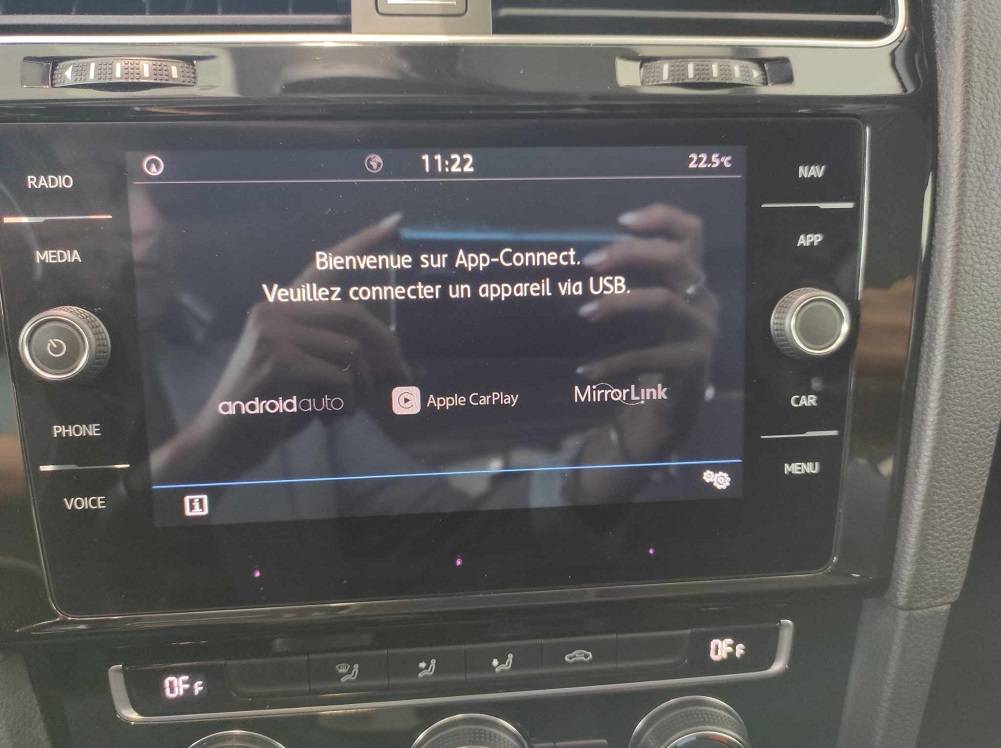 11:22
22.5°C
RADIO
NAV
MEDIA
APP
Bienvenue sur App-Connect.
Veuillez connecter un appareil via USB.
androidauto
Apple CarPlay
MirrorLink
PHONE
CAR
VOICE
MENU
i
OFF
OFF